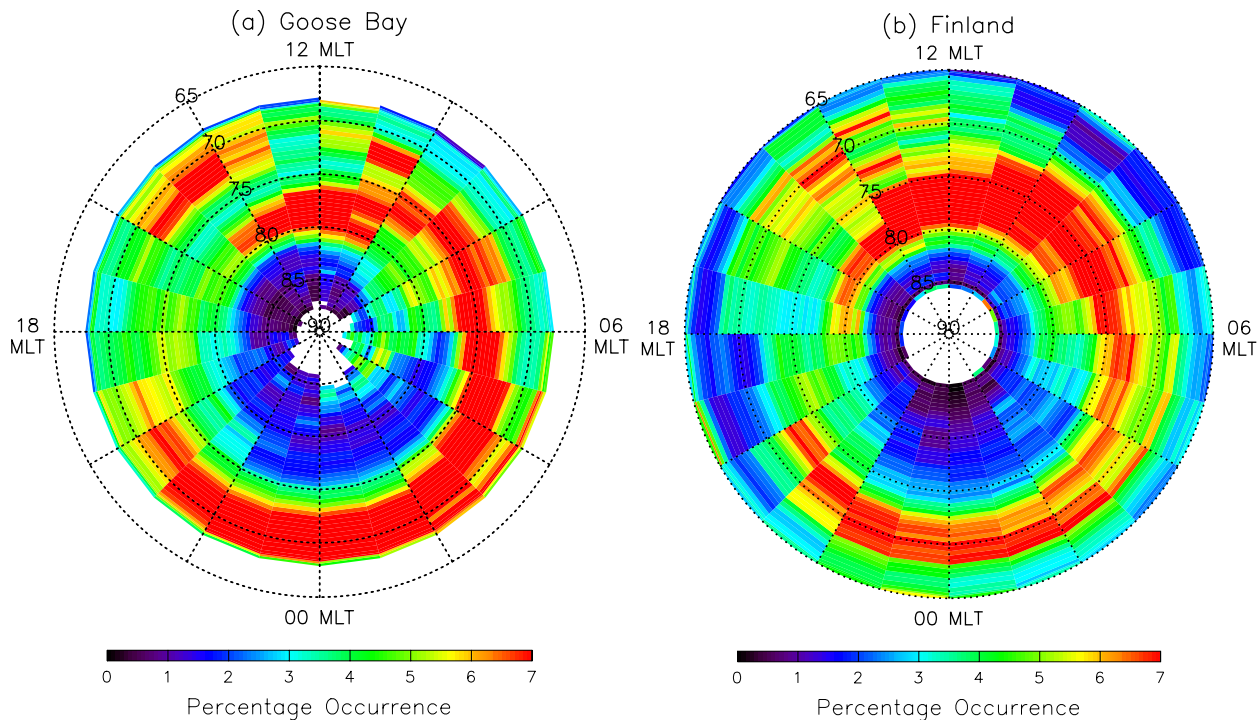 (a) Goose Bay
12 MLT
65
70
75
80
85
90
18
MLT
06
MLT
00 MLT
0 1 2 3 4 5 6 7
Percentage Occurrence
(b) Finland
12 MLT
65
70
75
80
85
90
18
MLT
06
MLT
00 MLT
0 1 2 3 4 5 6 7
Percentage Occurrence